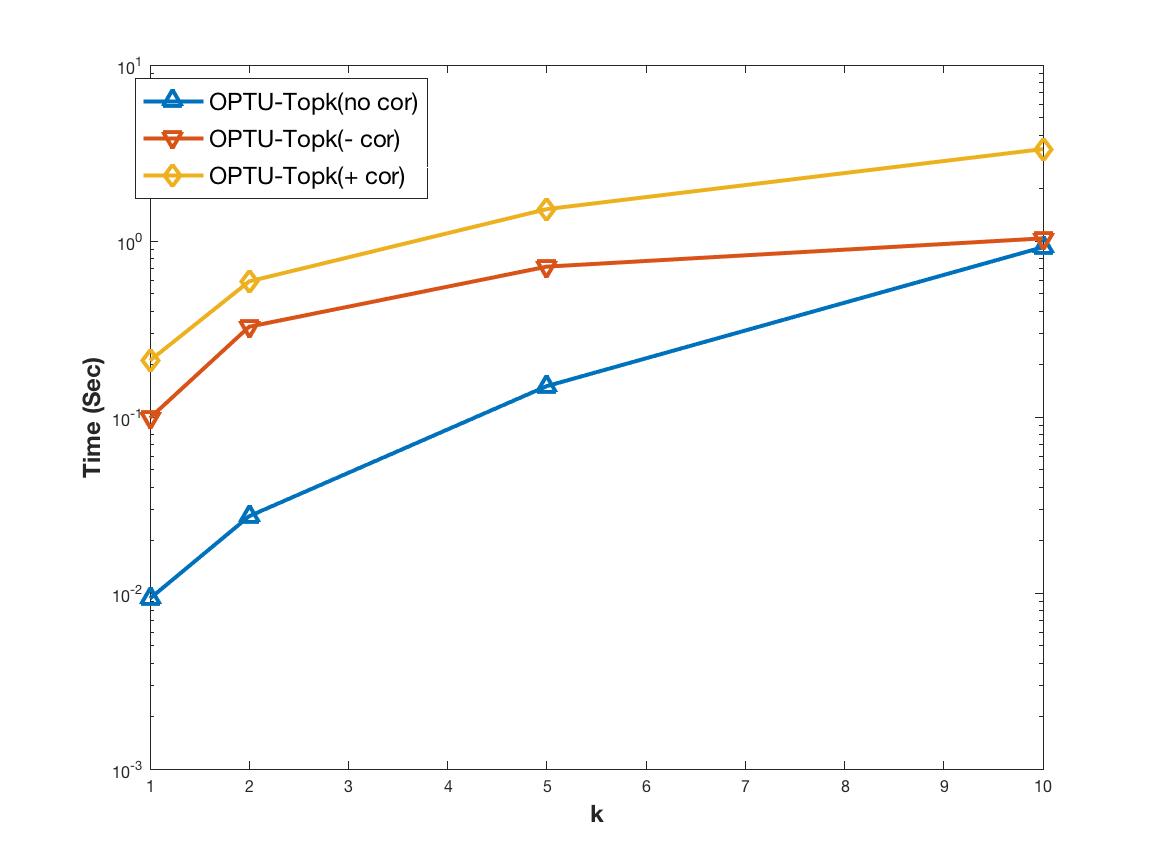 10^1
OPTU-Topk(no cor)
OPTU-Topk(- cor)
OPTU-Topk(+ cor)
10^0
10^-1
10^-2
10^-3
Time (Sec)
1 2 3 4 5 6 7 8 9 10
k